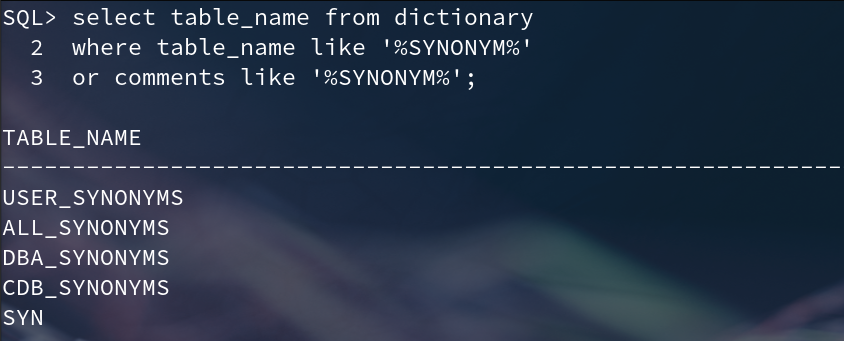 SQL> select table_name from dictionary
  2  where table_name like '%SYNONYM%'
  3  or comments like '%SYNONYM%';
TABLE_NAME
------------------------------------------------------------
USER_SYNONYMS
ALL_SYNONYMS
DBA_SYNONYMS
CDB_SYNONYMS
SYN